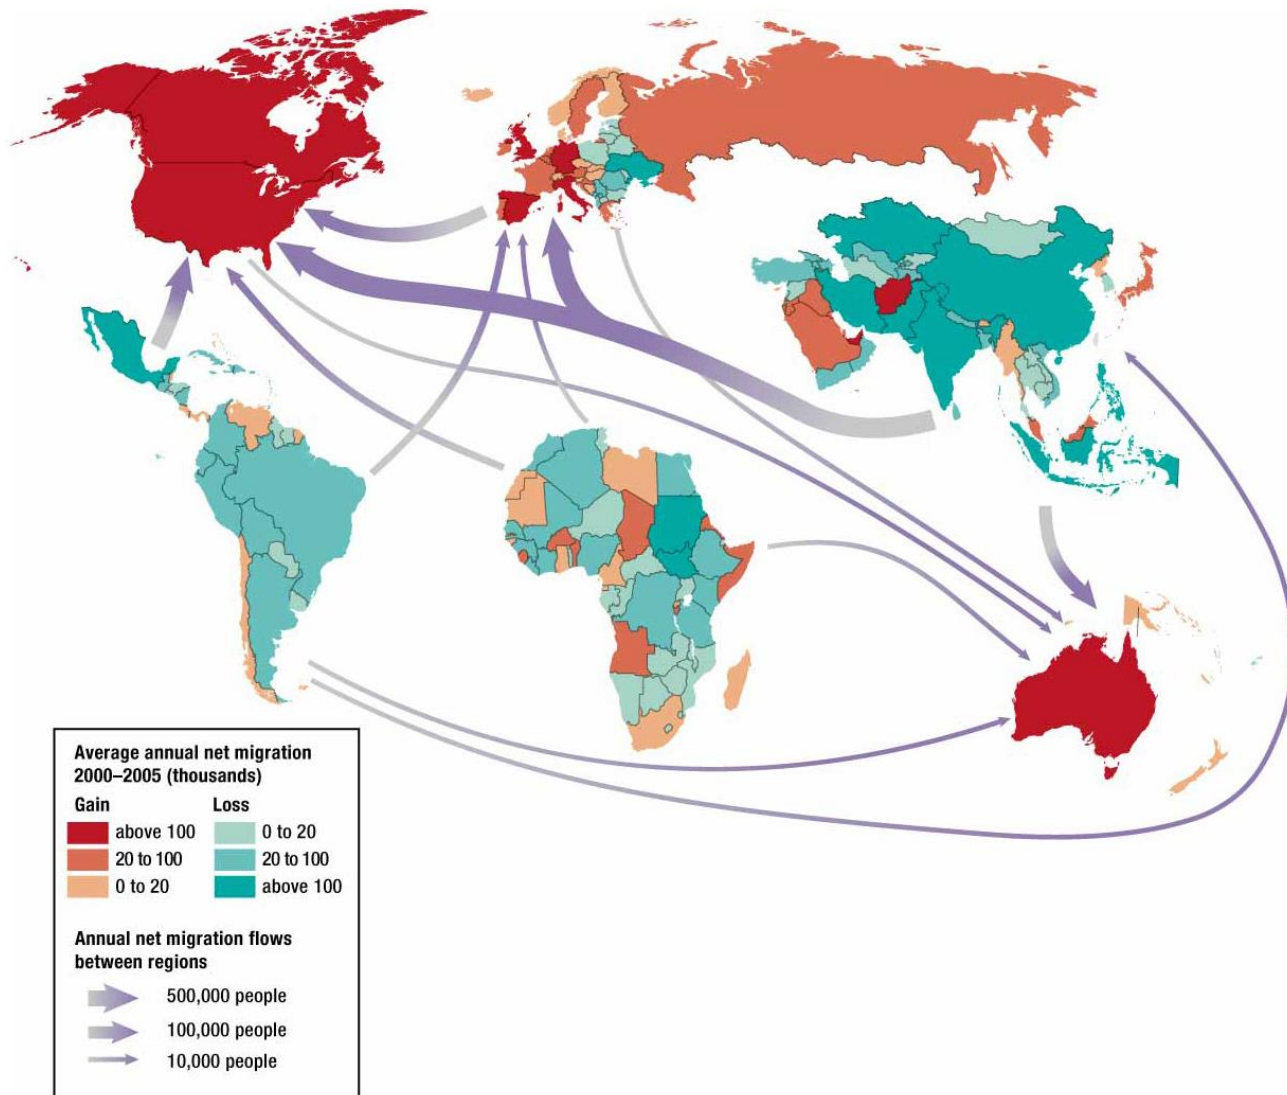 Average annual net migration
2000–2005 (thousands)
Gain Loss
above 100 0 to 20
20 to 100 20 to 100
0 to 20 above 100
Annual net migration flows
between regions
500,000 people
100,000 people
10,000 people